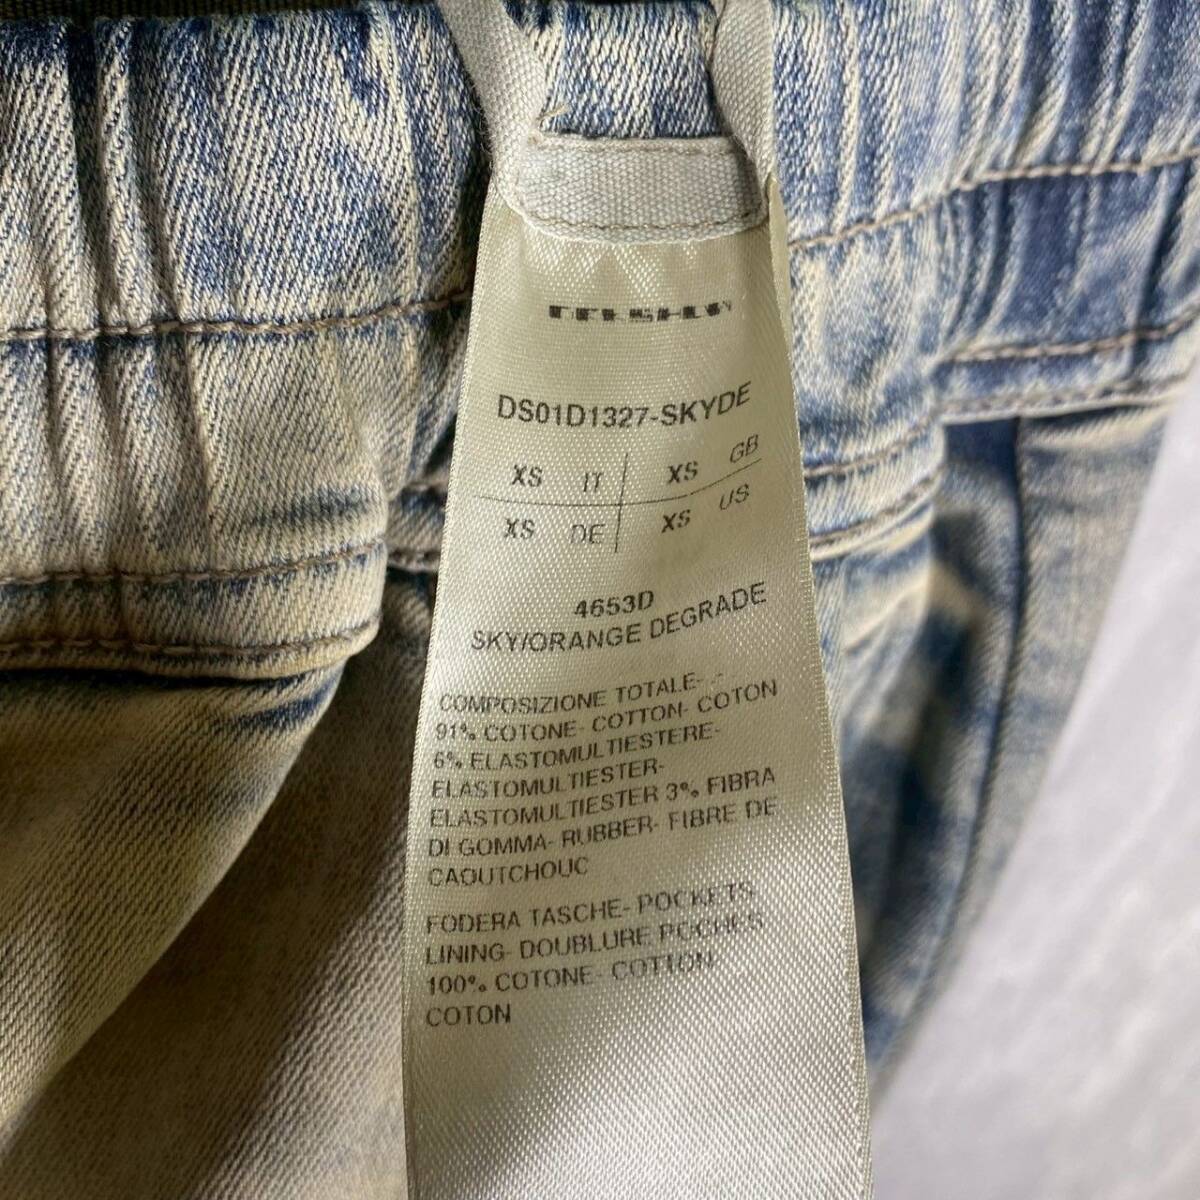 DRKSHDW
DS01D1327-SKYDE
XS IT XS GB
XS DE XS US
4653D
SKY/ORANGE DEGRADE
COMPOSIZIONE TOTALE- -
91% COTONE- COTTON- COTON
6% ELASTOMULTIESTERE-
ELASTOMULTIESTER-
ELASTOMULTIESTER 3% FIBRA
DI GOMMA- RUBBER- FIBRE DE
CAOUTCHOUC
FODERA TASCHE- POCKETS
LINING- DOUBLURE POCHES
100% COTONE- COTTON
COTON